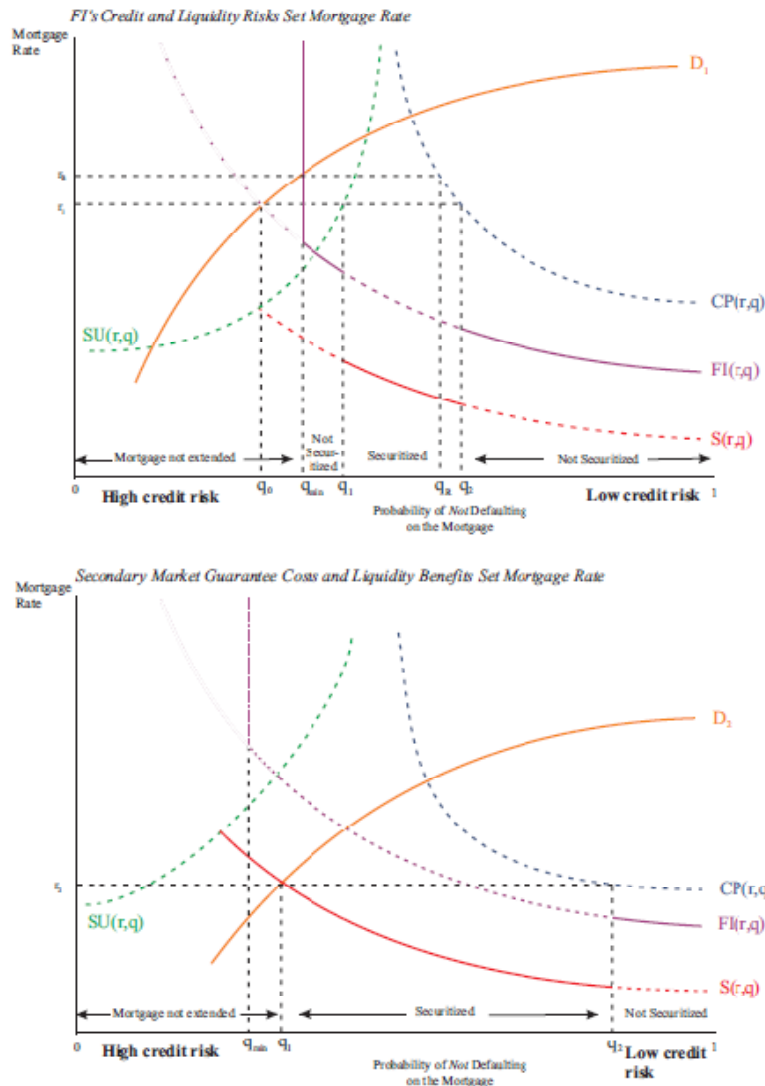 FI's Credit and Liquidity Risks Set Mortgage Rate
Mortgage
Rate
D1
SU(r,q)
CP(r,q)
FI(r,q)
S(r,q)
Mortgage not extended
Not
Secur-
itized
Securitized
Not Securitized
0
q0
qmin
q1
qR
q2
1
High credit risk
Low credit risk
Probability of Not Defaulting
on the Mortgage
Secondary Market Guarantee Costs and Liquidity Benefits Set Mortgage Rate
Mortgage
Rate
D2
SU(r,q)
CP(r,q
FI(r,q)
S(r,q)
Mortgage not extended
Securitized
Not Securitized
0
qmin
q1
q2
1
High credit risk
Low credit
risk
Probability of Not Defaulting
on the Mortgage